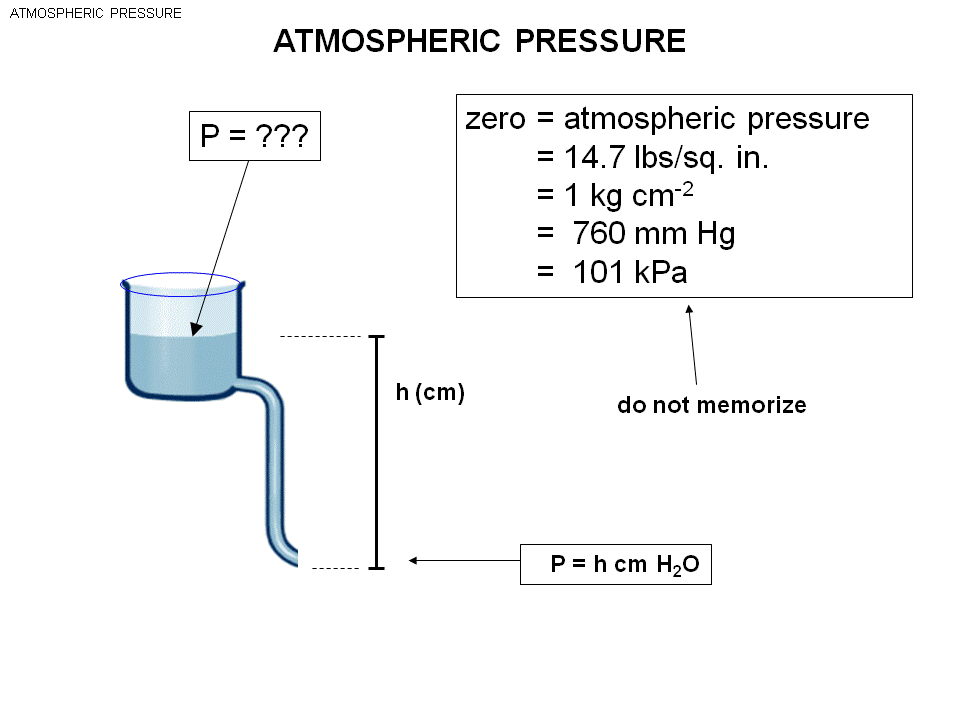 ATMOSPHERIC PRESSURE
ATMOSPHERIC PRESSURE
P = ???
zero = atmospheric pressure
= 14.7 lbs/sq. in.
= 1 kg cm⁻²
= 760 mm Hg
= 101 kPa
h (cm)
do not memorize
P = h cm H₂O